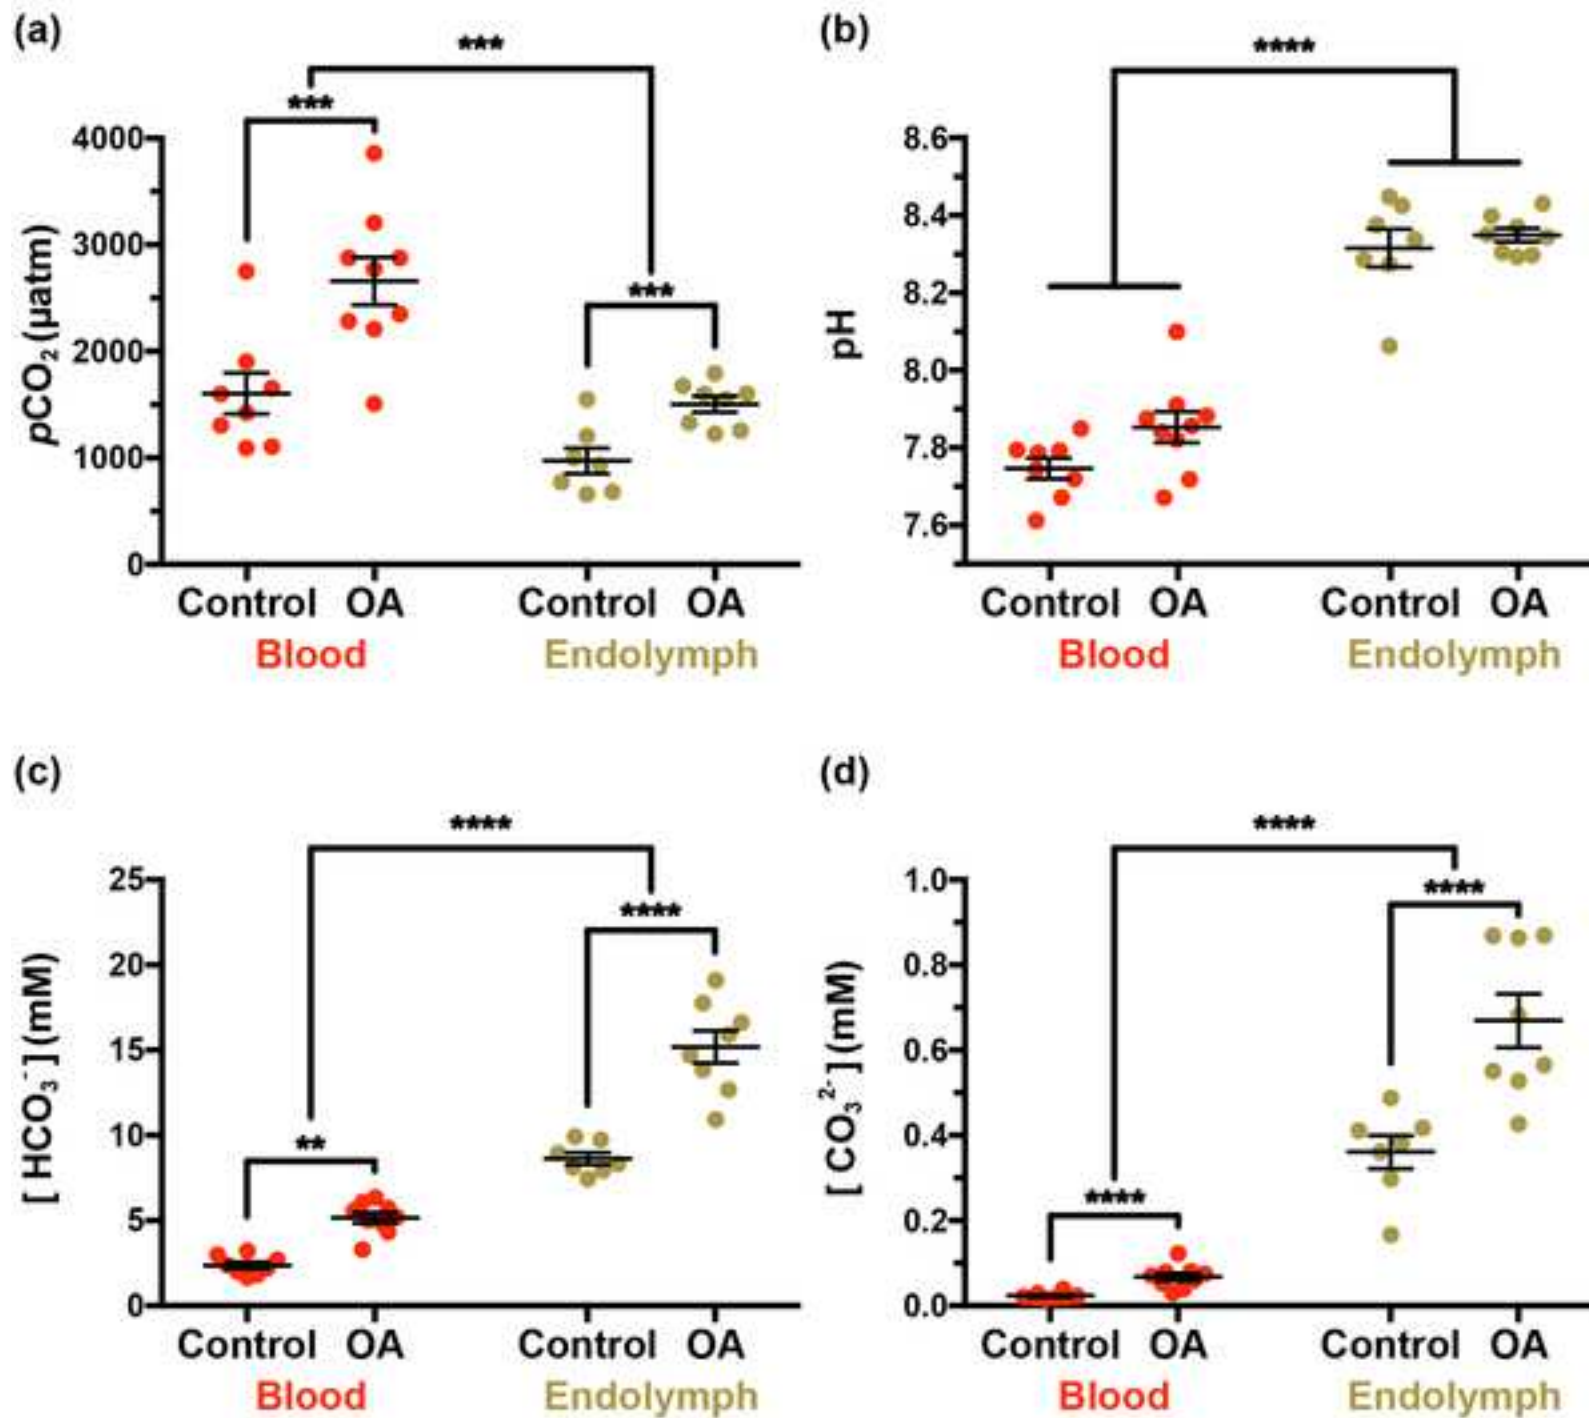 (a)
***
***
***
pCO2 (µatm)
4000
3000
2000
1000
0
Control OA Control OA
Blood Endolymph
(b)
****
pH
8.6
8.4
8.2
8.0
7.8
7.6
Control OA Control OA
Blood Endolymph
(c)
****
****
**
[ HCO3- ] (mM)
25
20
15
10
5
0
Control OA Control OA
Blood Endolymph
(d)
****
****
****
[ CO3 2- ] (mM)
1.0
0.8
0.6
0.4
0.2
0.0
Control OA Control OA
Blood Endolymph